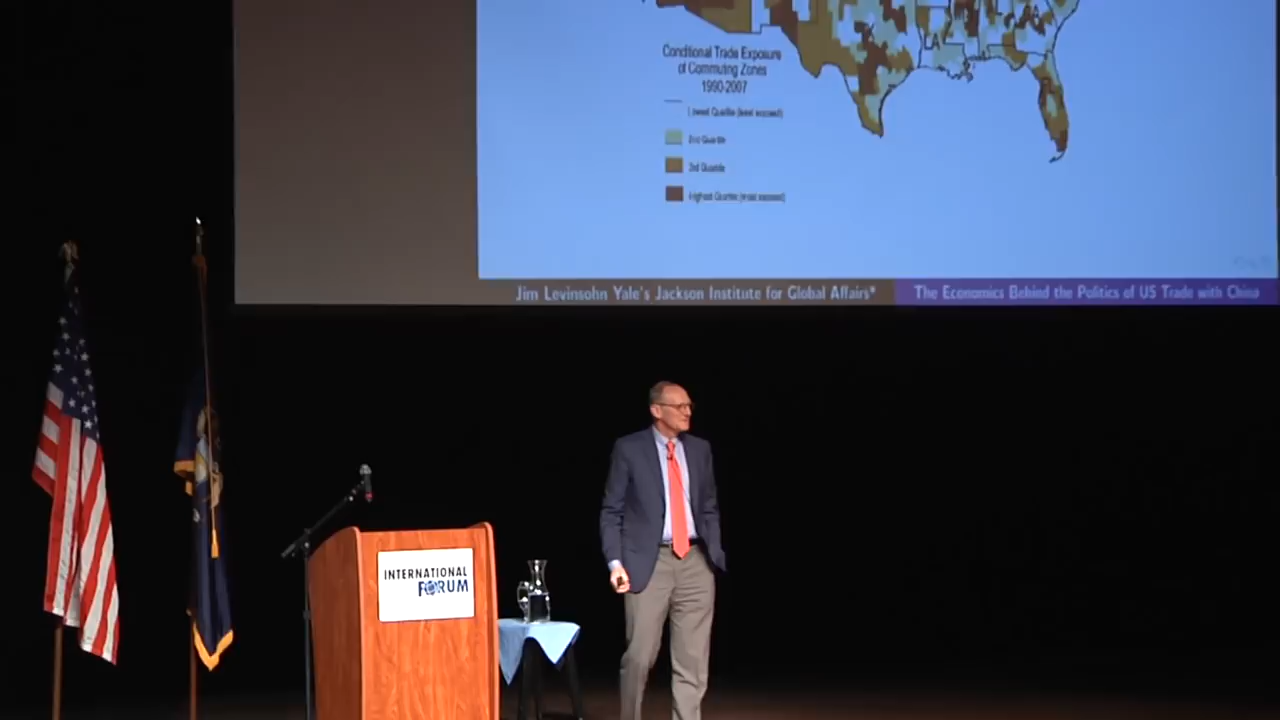 LA
Conditional Trade Exposure
of Commuting Zones
1990-2007
Lowest Quartile (least exposed)
2nd Quartile
3rd Quartile
Highest Quartile (most exposed)
Jim Levinsohn Yale's Jackson Institute for Global Affairs*
The Economics Behind the Politics of US Trade with China
INTERNATIONAL
FORUM